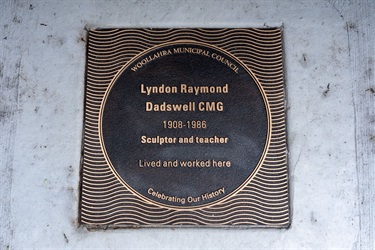 WOOLLAHRA MUNICIPAL COUNCIL
Lyndon Raymond
Dadswell CMG
1908-1986
Sculptor and teacher
Lived and worked here
Celebrating Our History